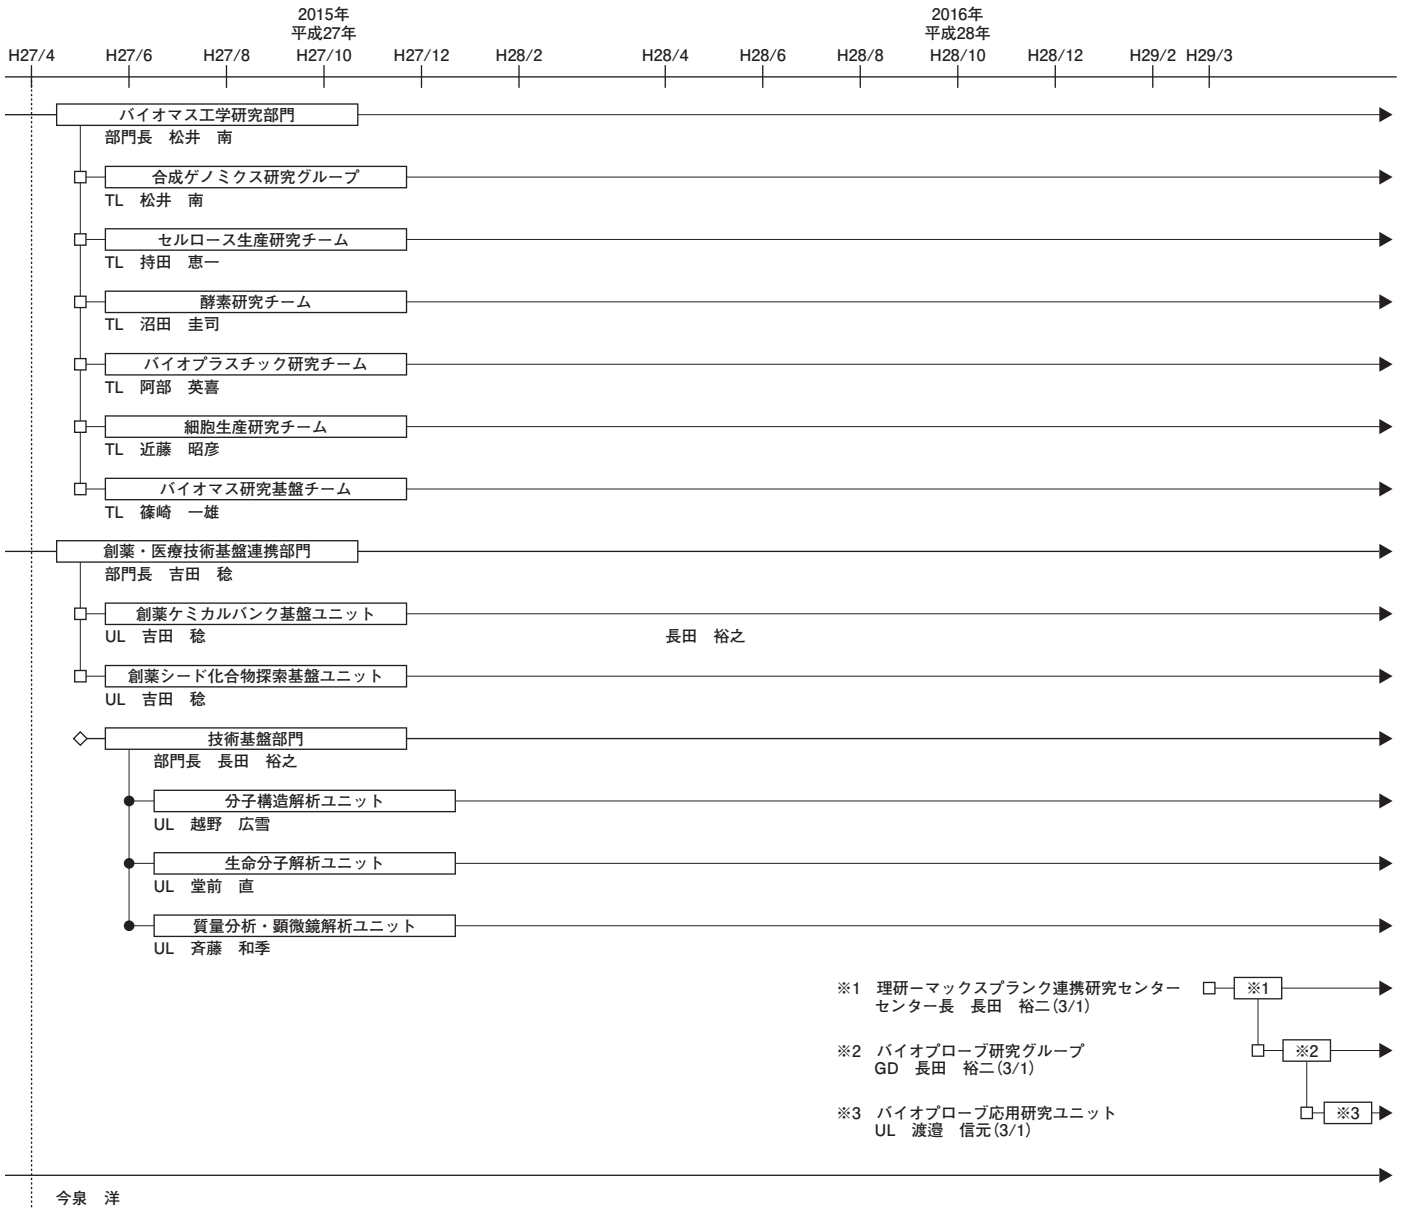 2015年
平成27年
2016年
平成28年
H27/4 H27/6 H27/8 H27/10 H27/12 H28/2 H28/4 H28/6 H28/8 H28/10 H28/12 H29/2 H29/3
バイオマス工学研究部門
部門長 松井 南
合成ゲノミクス研究グループ
TL 松井 南
セルロース生産研究チーム
TL 持田 恵一
酵素研究チーム
TL 沼田 圭司
バイオプラスチック研究チーム
TL 阿部 英喜
細胞生産研究チーム
TL 近藤 昭彦
バイオマス研究基盤チーム
TL 篠崎 一雄
創薬・医療技術基盤連携部門
部門長 吉田 稔
創薬ケミカルバンク基盤ユニット
UL 吉田 稔 長田 裕之
創薬シード化合物探索基盤ユニット
UL 吉田 稔
技術基盤部門
部門長 長田 裕之
分子構造解析ユニット
UL 越野 広雪
生命分子解析ユニット
UL 堂前 直
質量分析・顕微鏡解析ユニット
UL 斉藤 和季
※1 理研ーマックスプランク連携研究センター ※1
センター長 長田 裕二(3/1)
※2 バイオプローブ研究グループ ※2
GD 長田 裕二(3/1)
※3 バイオプローブ応用研究ユニット ※3
UL 渡邉 信元(3/1)
今泉 洋